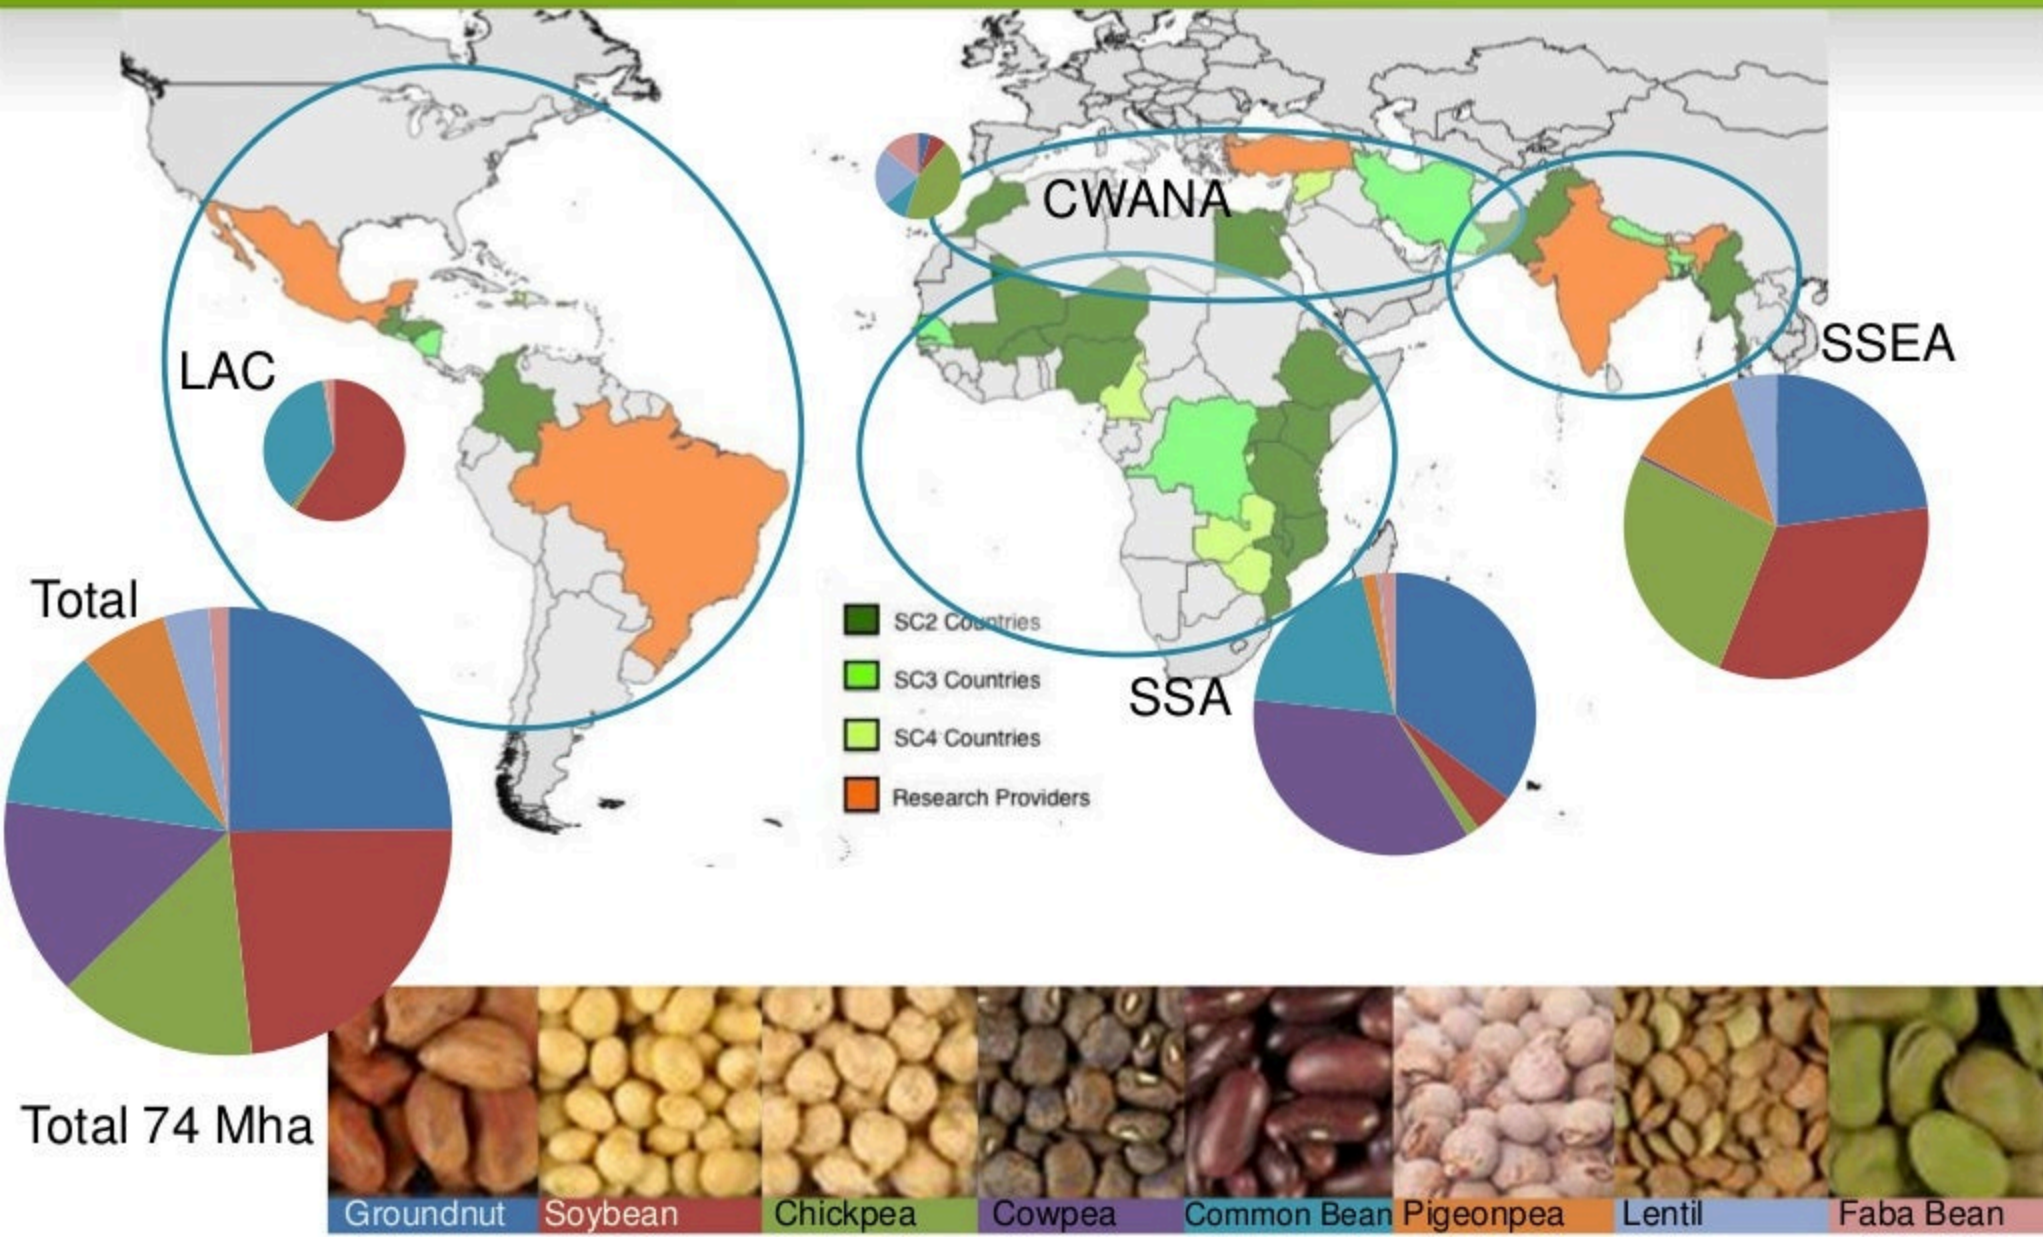 CWANA
LAC
SSEA
Total
SC2 Countries
SC3 Countries
SC4 Countries
Research Providers
SSA
Total 74 Mha
Groundnut
Soybean
Chickpea
Cowpea
Common Bean
Pigeonpea
Lentil
Faba Bean